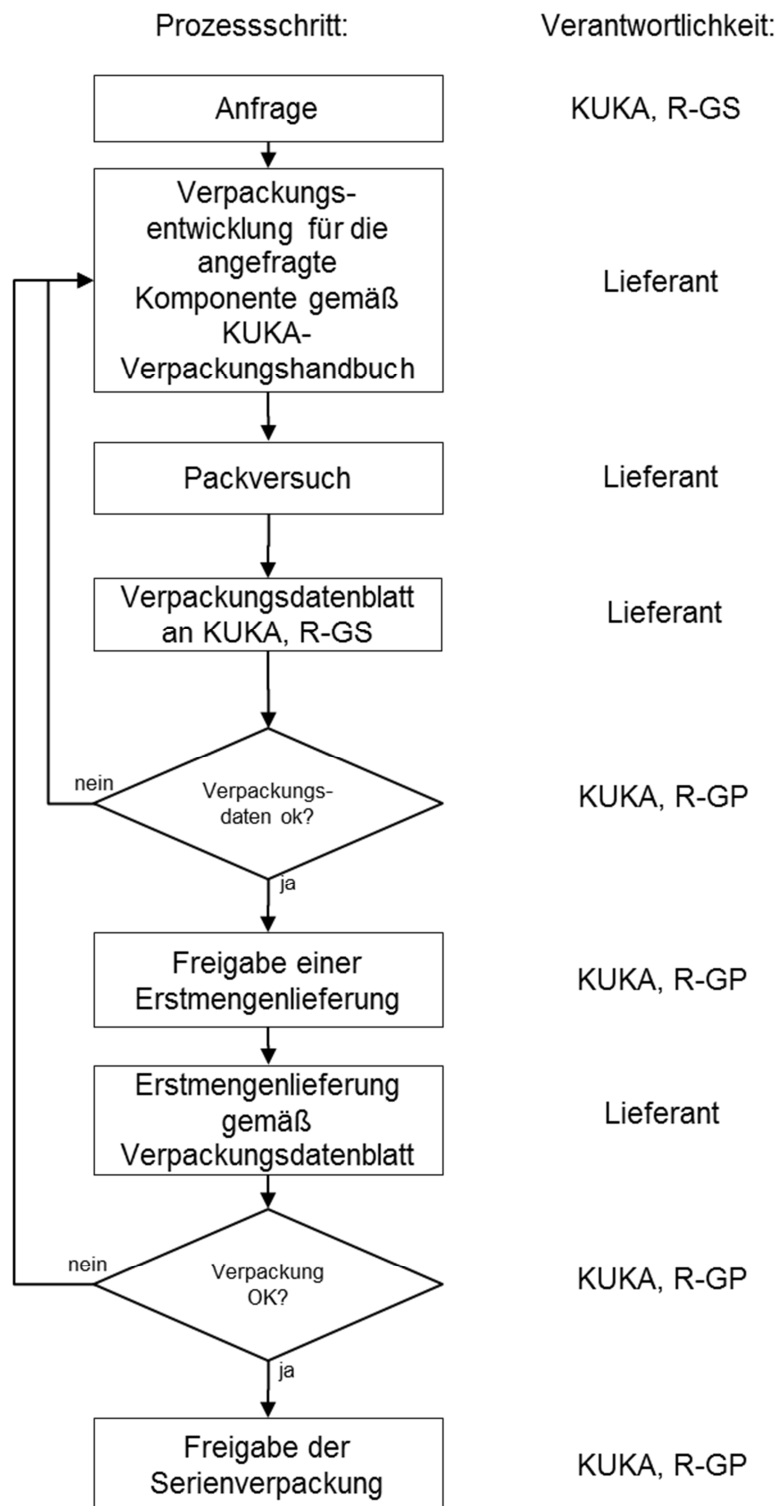 Prozessschritt:
Verantwortlichkeit:
Anfrage
KUKA, R-GS
Verpackungs-
entwicklung für die
angefragte
Komponente gemäß
KUKA-
Verpackungshandbuch
Lieferant
Packversuch
Lieferant
Verpackungsdatenblatt
an KUKA, R-GS
Lieferant
nein
Verpackungs-
daten ok?
KUKA, R-GP
ja
Freigabe einer
Erstmengenlieferung
KUKA, R-GP
Erstmengenlieferung
gemäß
Verpackungsdatenblatt
Lieferant
nein
Verpackung
OK?
KUKA, R-GP
ja
Freigabe der
Serienverpackung
KUKA, R-GP